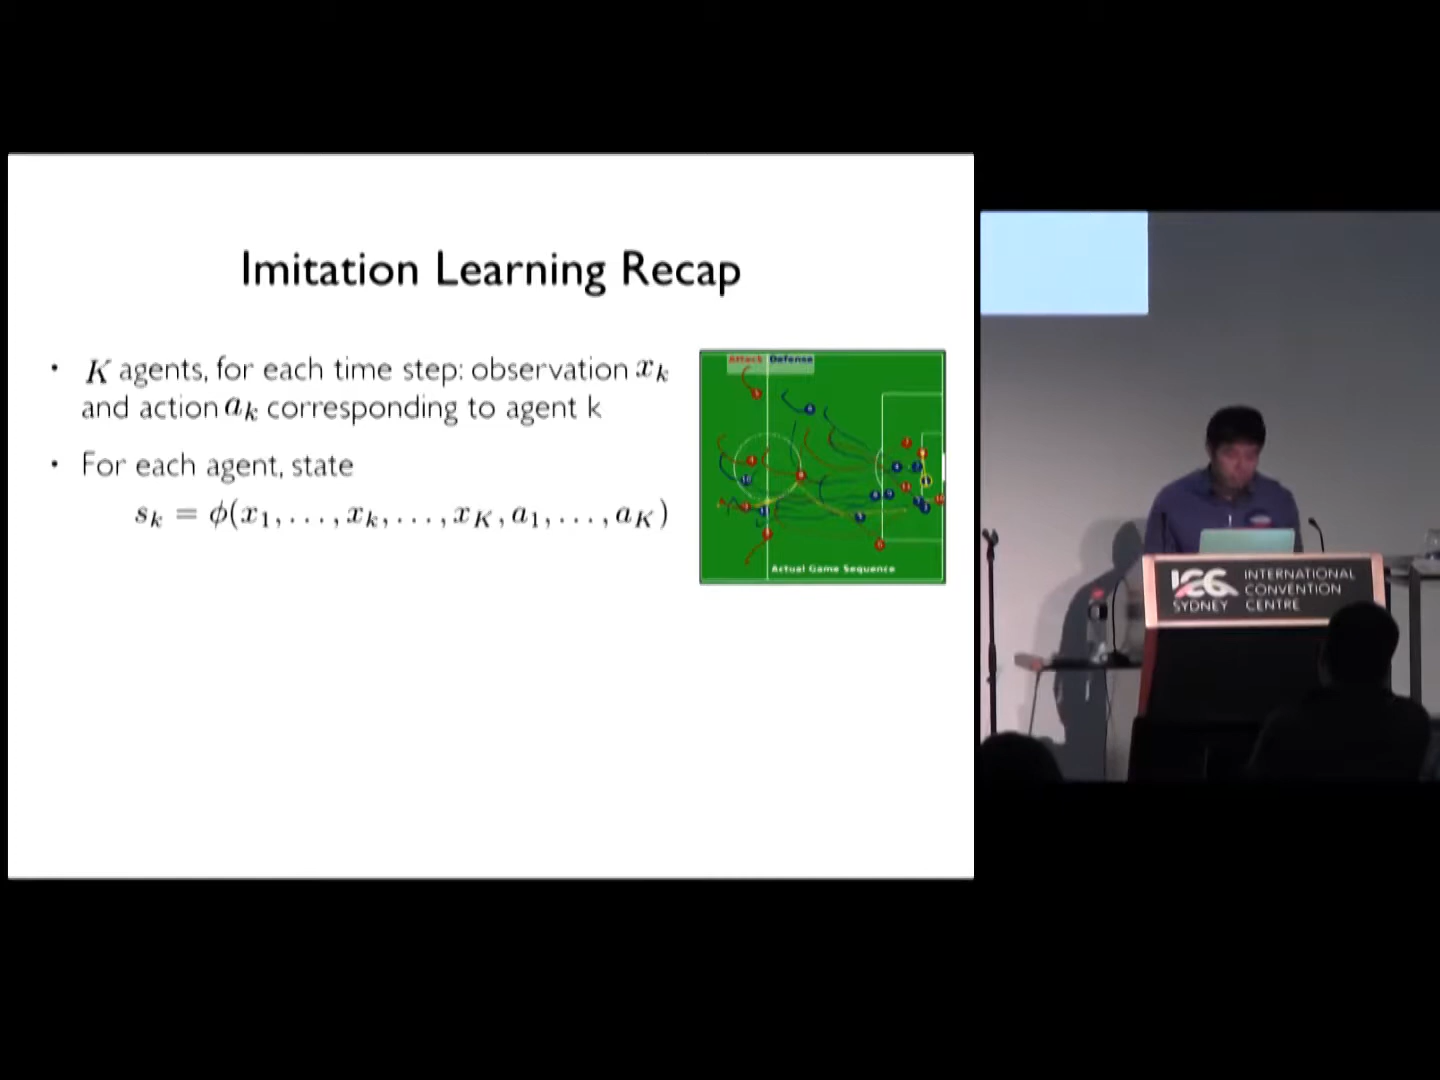 Imitation Learning Recap
• K agents, for each time step: observation x_k
and action a_k corresponding to agent k
• For each agent, state
s_k = ϕ(x_1, . . . , x_k, . . . , x_K, a_1, . . . , a_K)
Attack Defense
Actual Game Sequence
ICC SYDNEY
INTERNATIONAL
CONVENTION
CENTRE